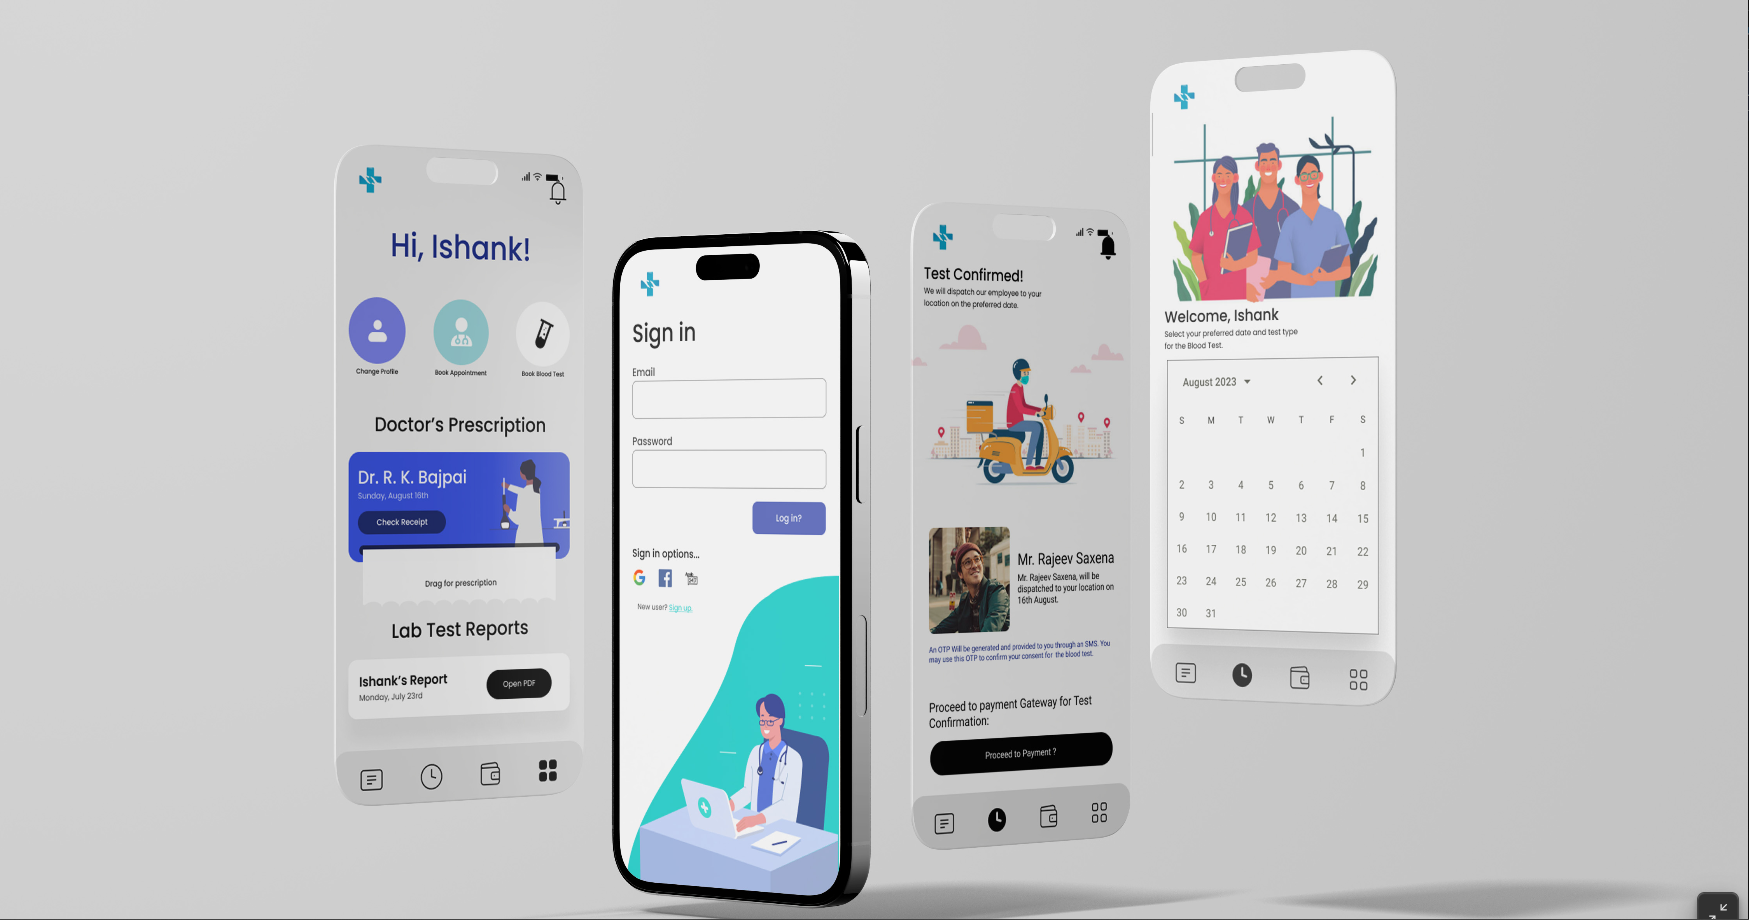 Hi, Ishank!
Change Profile
Book Appointment
Book Blood Test
Doctor's Prescription
Dr. R. K. Bajpai
Sunday, August 16th
Check Receipt
Drag for prescription
Lab Test Reports
Ishank's Report
Monday, July 23rd
Open PDF
Sign in
Email
Password
Log in?
Sign in options...
New user? Sign up.
Test Confirmed!
We will dispatch our employee to your
location on the preferred date.
Mr. Rajeev Saxena
Mr. Rajeev Saxena, will be
dispatched to your location on
16th August.
An OTP Will be generated and provided to you through an SMS. You
may use this OTP to confirm your consent for the blood test.
Proceed to payment Gateway for Test
Confirmation:
Proceed to Payment ?
Welcome, Ishank
Select your preferred date and test type
for the Blood Test.
August 2023
S M T W T F S
1
2 3 4 5 6 7 8
9 10 11 12 13 14 15
16 17 18 19 20 21 22
23 24 25 26 27 28 29
30 31